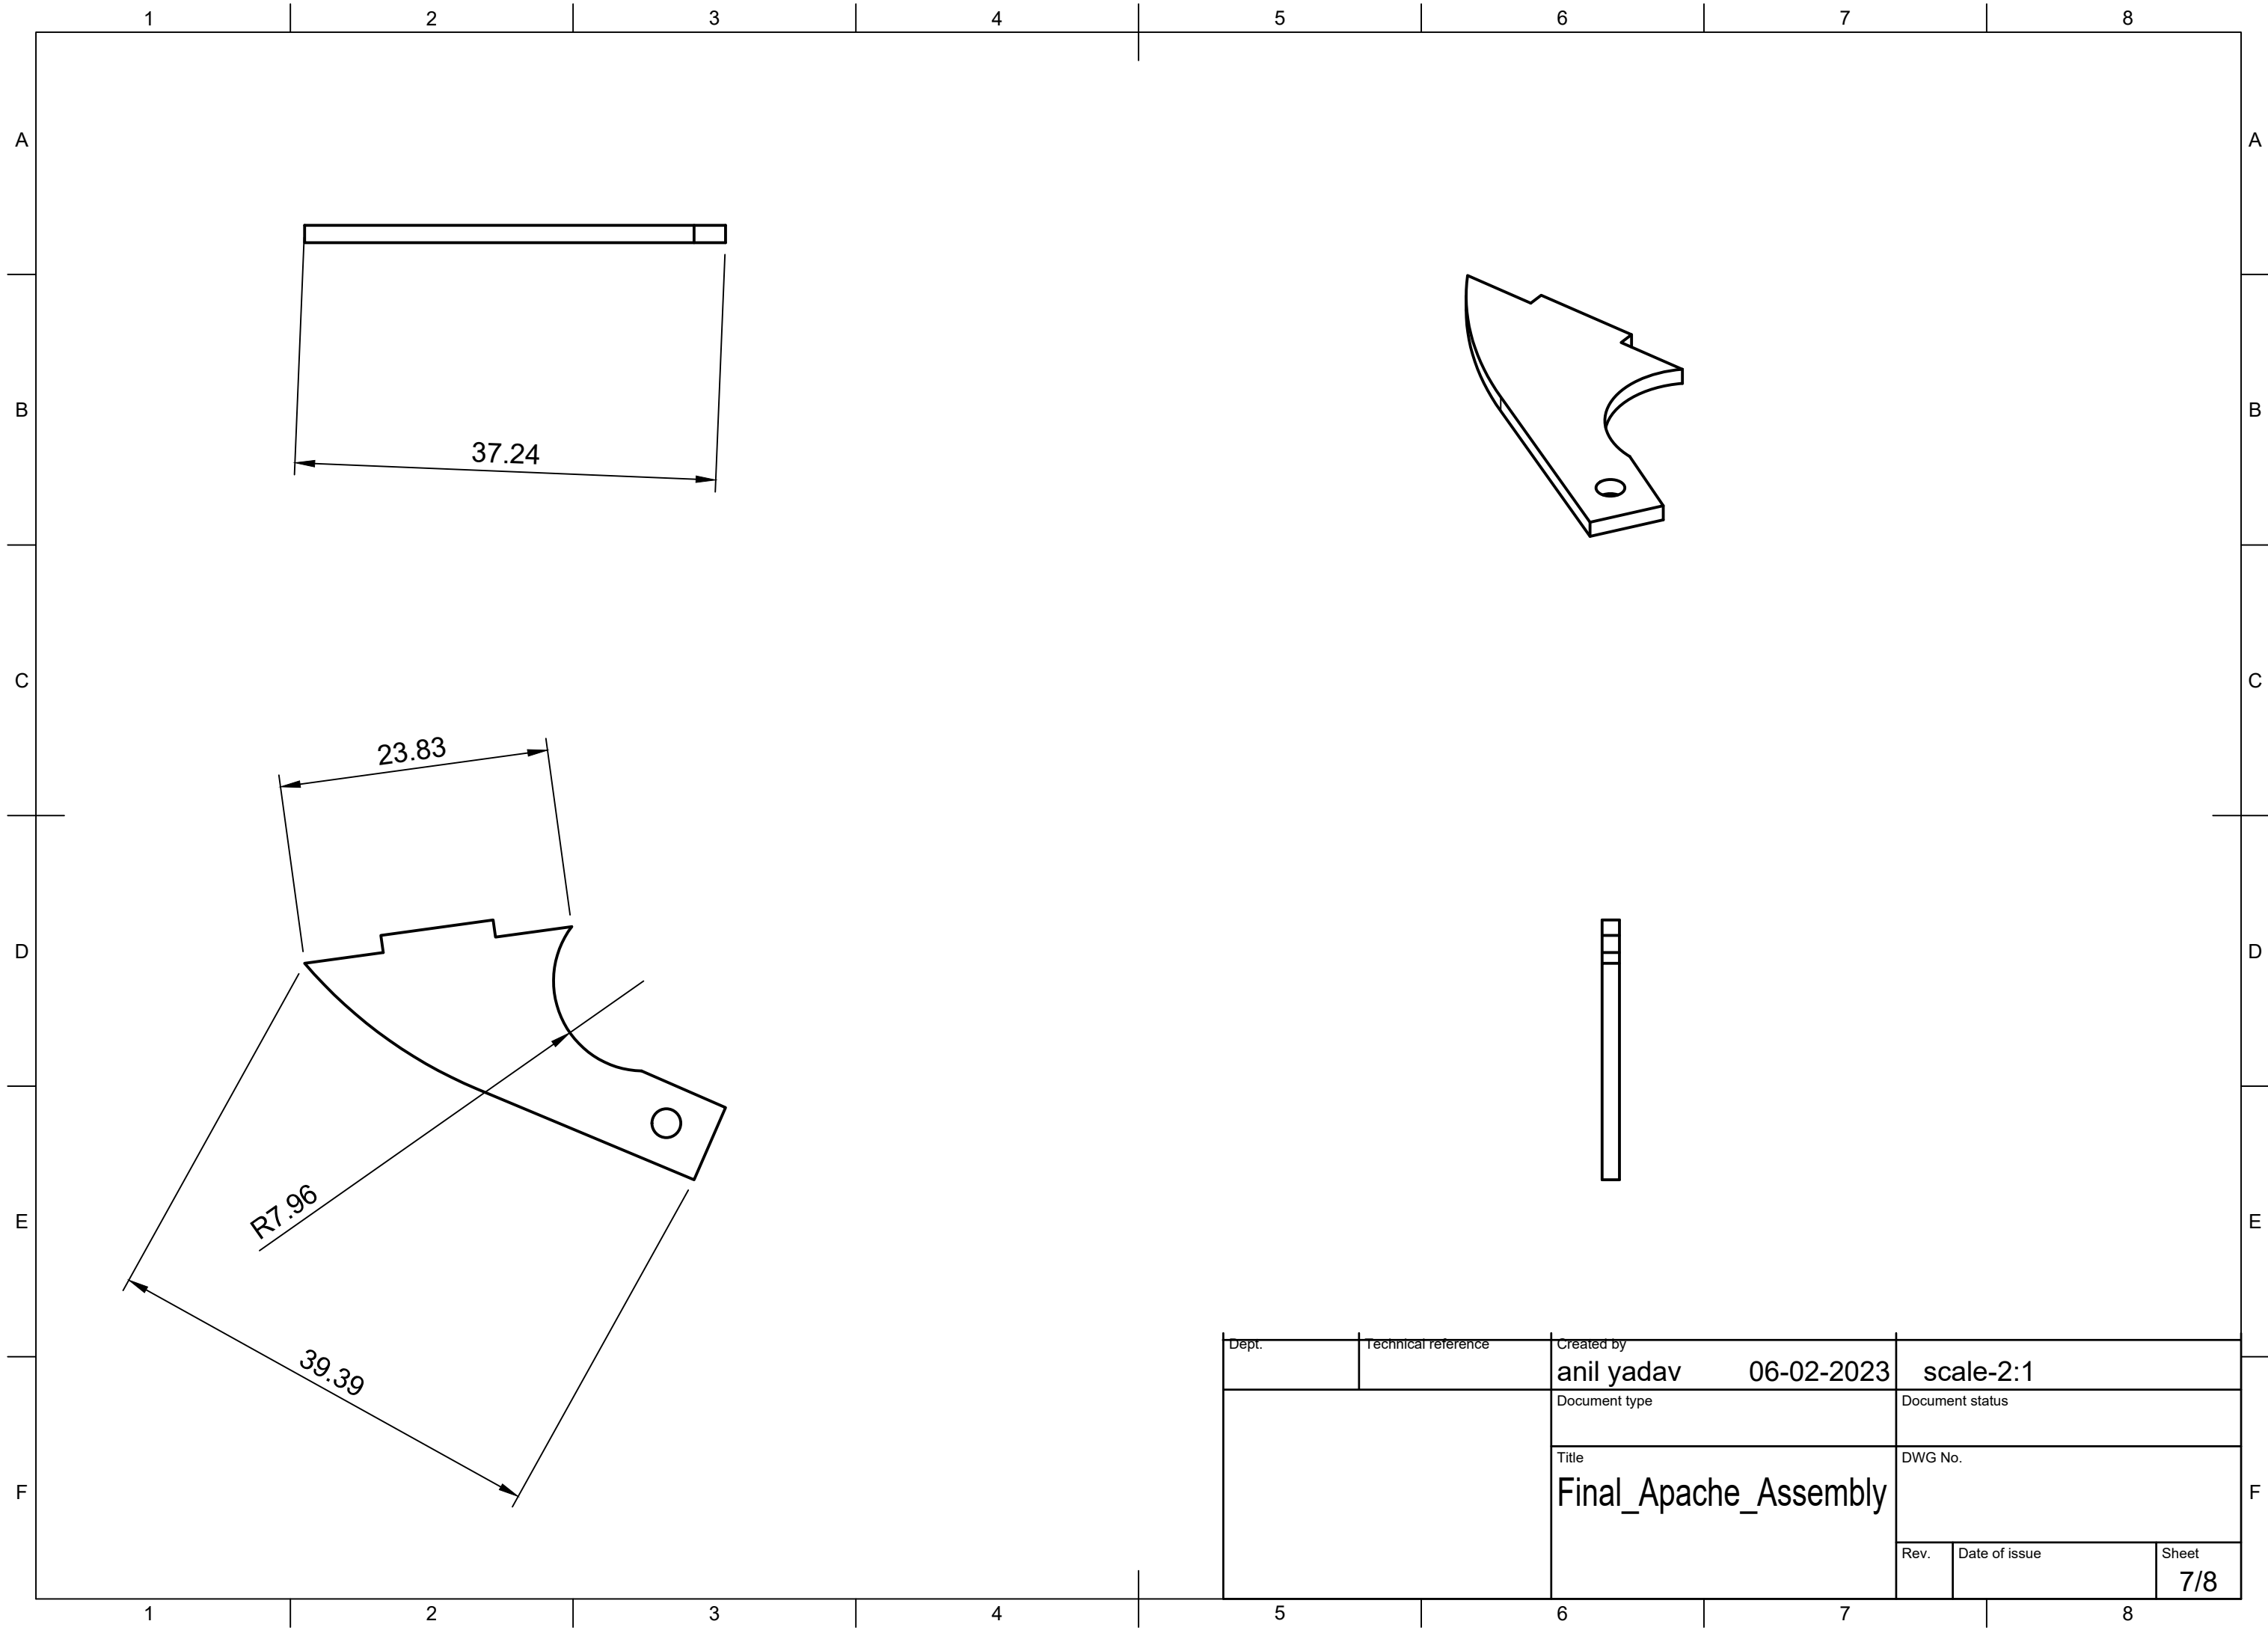 1 2 3 4 5 6 7 8
A A
37.24
B B
C C
23.83
D D
R7.96
E E
39.39
Dept. Technical reference Created by
anil yadav 06-02-2023 scale-2:1
Document type Document status
Title DWG No.
Final_Apache_Assembly
F F
Rev. Date of issue Sheet
7/8
1 2 3 4 5 6 7 8